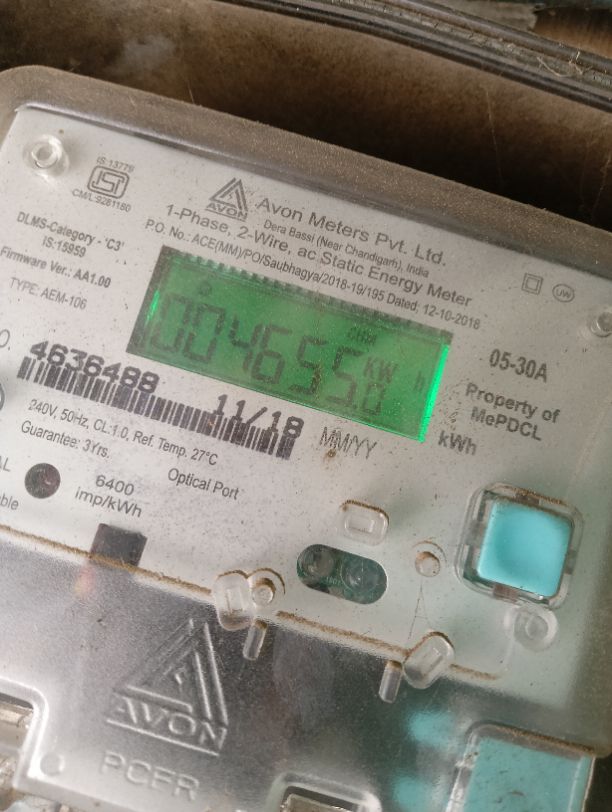 IS:13779
CM/L:9281180
AVON
Avon Meters Pvt. Ltd.
Dera Bassi (Near Chandigarh), India
1-Phase, 2-Wire, ac Static Energy Meter
P.O. No.: ACE(MM)/PO/Saubhagya/2018-19/195 Dated: 12-10-2018
DLMS-Category - 'C3'
IS:15959
Firmware Ver.: AA1.00
TYPE: AEM-106
UW
004655.0
KW h
05-30A
Property of
MePDCL
kWh
4636488 11/18
MM/YY
240V, 50Hz, CL:1.0, Ref. Temp. 27°C
Guarantee: 3Yrs.
Optical Port
6400
imp/kWh
AVON
PCFR